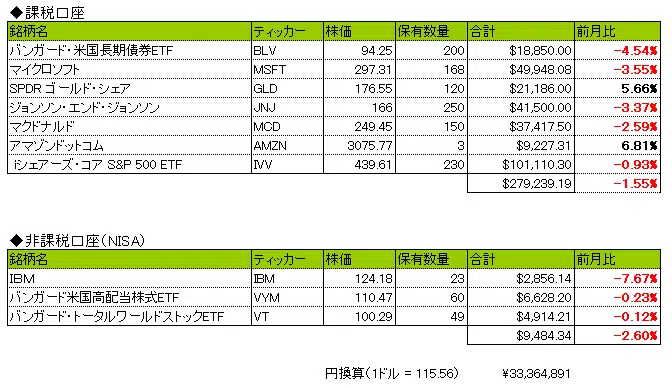 ◆課税口座
銘柄名 ティッカー 株価 保有数量 合計 前月比
バンガード・米国長期債券ETF BLV 94.25 200 $18,850.00 -4.54%
マイクロソフト MSFT 297.31 168 $49,948.08 -3.55%
SPDR ゴールド・シェア GLD 176.55 120 $21,186.00 5.66%
ジョンソン・エンド・ジョンソン JNJ 166 250 $41,500.00 -3.37%
マクドナルド MCD 249.45 150 $37,417.50 -2.59%
アマゾンドットコム AMZN 3075.77 3 $9,227.31 6.81%
iシェアーズ・コア S&P 500 ETF IVV 439.61 230 $101,110.30 -0.93%
$279,239.19 -1.55%
◆非課税口座(NISA)
銘柄名 ティッカー 株価 保有数量 合計 前月比
IBM IBM 124.18 23 $2,856.14 -7.67%
バンガード米国高配当株式ETF VYM 110.47 60 $6,628.20 -0.23%
バンガード・トータルワールドストックETF VT 100.29 49 $4,914.21 -0.12%
$9,484.34 -2.60%
円換算(1ドル = 115.56) ¥33,364,891